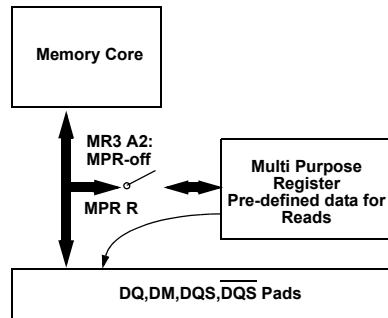 Memory Core
MR3 A2:
MPR-off
MPR R
Multi Purpose
Register
Pre-defined data for
Reads
DQ,DM,DQS,D̅Q̅S̅ Pads